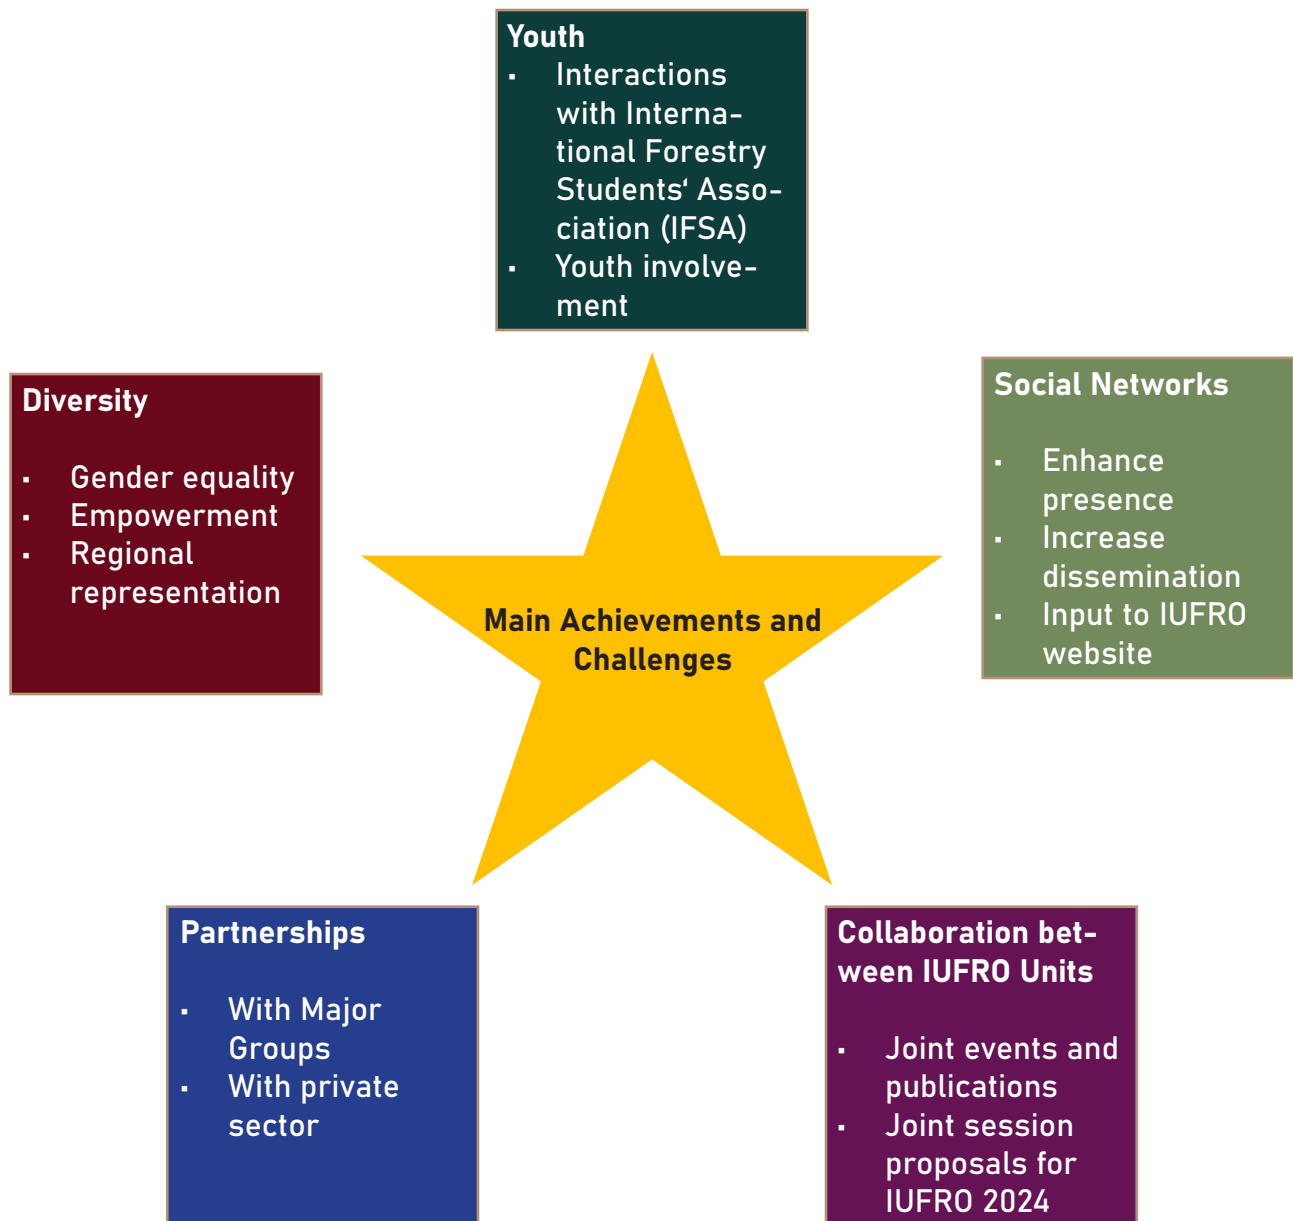 Youth
▪ Interactions
with Interna-
tional Forestry
Students‘ Asso-
ciation (IFSA)
▪ Youth involve-
ment
Diversity
▪ Gender equality
▪ Empowerment
▪ Regional
representation
Social Networks
▪ Enhance
presence
▪ Increase
dissemination
▪ Input to IUFRO
website
Main Achievements and
Challenges
Partnerships
▪ With Major
Groups
▪ With private
sector
Collaboration bet-
ween IUFRO Units
▪ Joint events and
publications
▪ Joint session
proposals for
IUFRO 2024